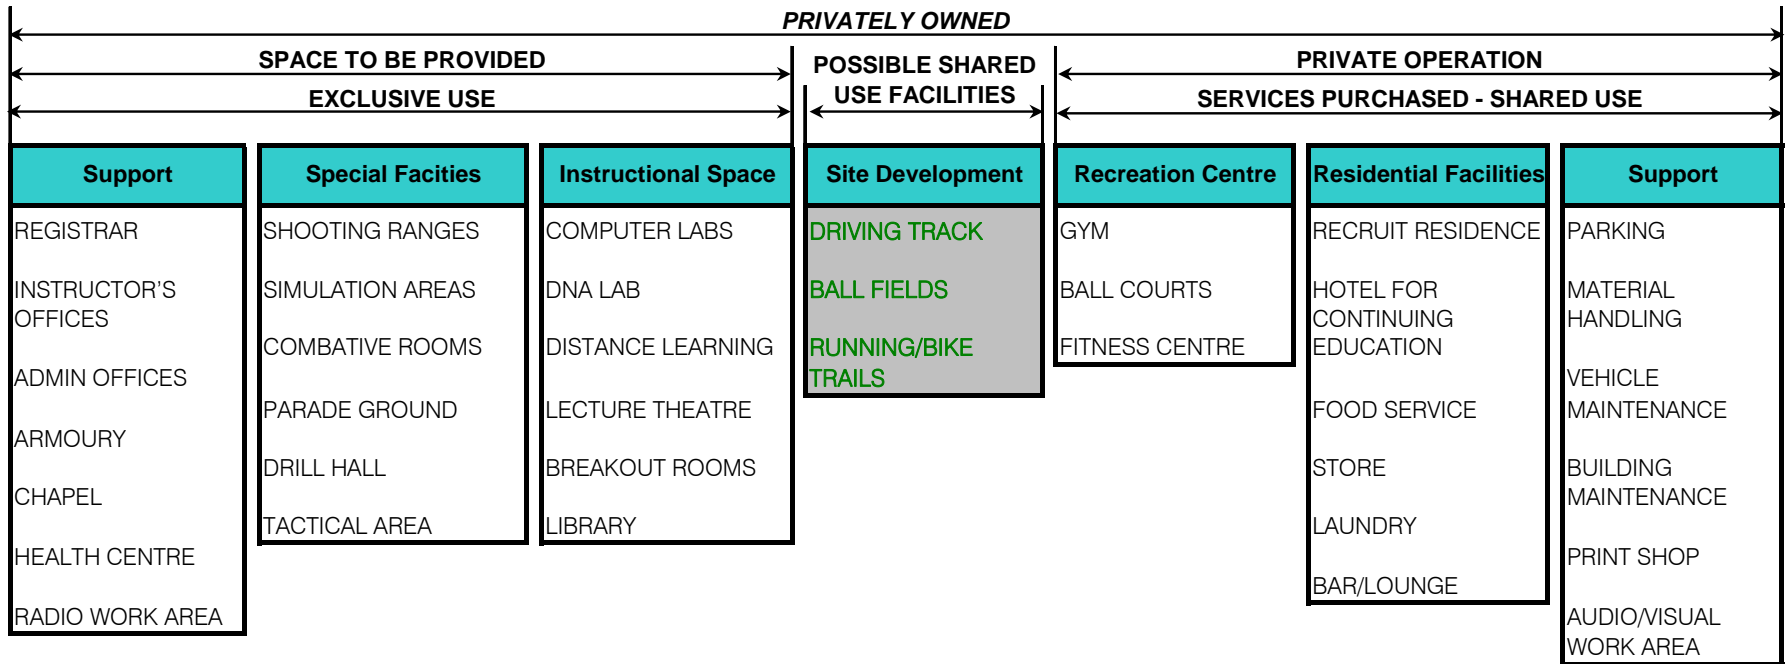 PRIVATELY OWNED
SPACE TO BE PROVIDED
EXCLUSIVE USE
POSSIBLE SHARED
USE FACILITIES
PRIVATE OPERATION
SERVICES PURCHASED - SHARED USE
Support
REGISTRAR
INSTRUCTOR'S
OFFICES
ADMIN OFFICES
ARMOURY
CHAPEL
HEALTH CENTRE
RADIO WORK AREA
Special Facities
SHOOTING RANGES
SIMULATION AREAS
COMBATIVE ROOMS
PARADE GROUND
DRILL HALL
TACTICAL AREA
Instructional Space
COMPUTER LABS
DNA LAB
DISTANCE LEARNING
LECTURE THEATRE
BREAKOUT ROOMS
LIBRARY
Site Development
DRIVING TRACK
BALL FIELDS
RUNNING/BIKE
TRAILS
Recreation Centre
GYM
BALL COURTS
FITNESS CENTRE
Residential Facilities
RECRUIT RESIDENCE
HOTEL FOR
CONTINUING
EDUCATION
FOOD SERVICE
STORE
LAUNDRY
BAR/LOUNGE
Support
PARKING
MATERIAL
HANDLING
VEHICLE
MAINTENANCE
BUILDING
MAINTENANCE
PRINT SHOP
AUDIO/VISUAL
WORK AREA